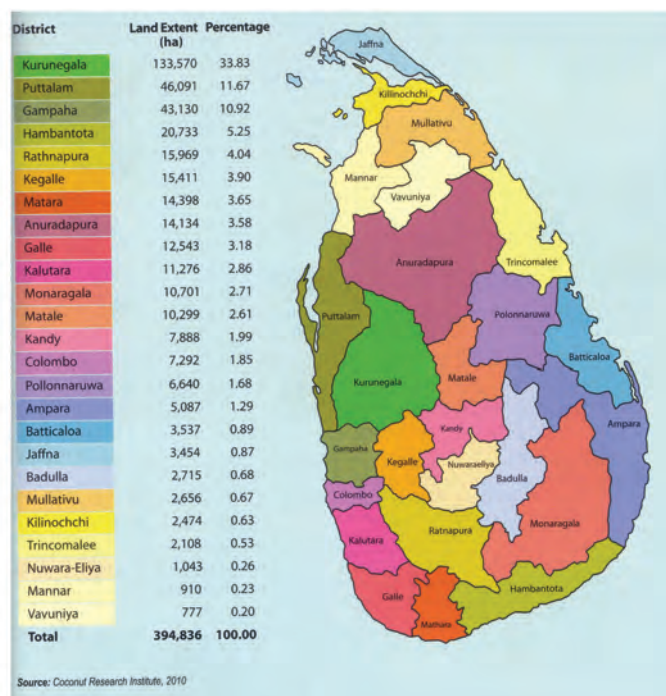 District Land Extent (ha) Percentage
Kurunegala 133,570 33.83
Puttalam 46,091 11.67
Gampaha 43,130 10.92
Hambantota 20,733 5.25
Rathnapura 15,969 4.04
Kegalle 15,411 3.90
Matara 14,398 3.65
Anuradapura 14,134 3.58
Galle 12,543 3.18
Kalutara 11,276 2.86
Monaragala 10,701 2.71
Matale 10,299 2.61
Kandy 7,888 1.99
Colombo 7,292 1.85
Pollonnaruwa 6,640 1.68
Ampara 5,087 1.29
Batticaloa 3,537 0.89
Jaffna 3,454 0.87
Badulla 2,715 0.68
Mullativu 2,656 0.67
Kilinochchi 2,474 0.63
Trincomalee 2,108 0.53
Nuwara-Eliya 1,043 0.26
Mannar 910 0.23
Vavuniya 777 0.20
Total 394,836 100.00
Source: Coconut Research Institute, 2010
Jaffna
Killinochchi
Mullativu
Mannar
Vavuniya
Trincomalee
Anuradapura
Polonnaruwa
Puttalam
Batticaloa
Kurunegala
Matale
Ampara
Kandy
Gampaha
Kegalle
Nuwaraeliya
Badulla
Colombo
Monaragala
Ratnapura
Kalutara
Hambantota
Galle
Mathara